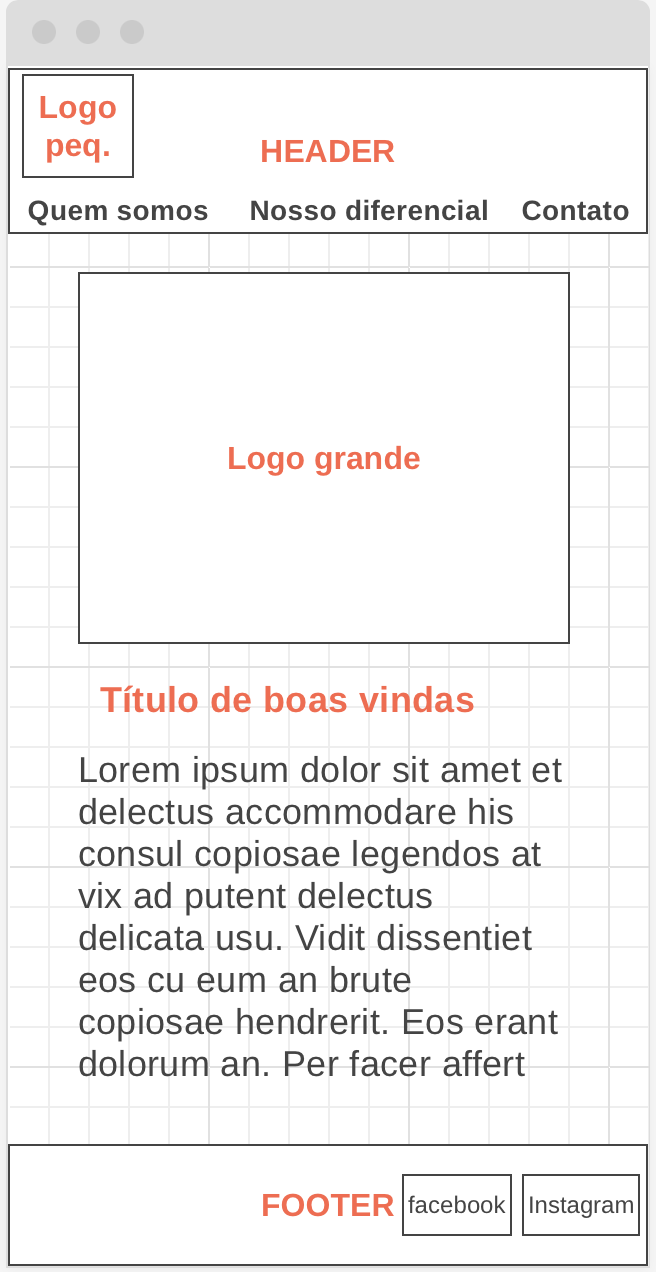 Logo
peq.
HEADER
Quem somos Nosso diferencial Contato
Logo grande
Título de boas vindas
Lorem ipsum dolor sit amet et
delectus accommodare his
consul copiosae legendos at
vix ad putent delectus
delicata usu. Vidit dissentiet
eos cu eum an brute
copiosae hendrerit. Eos erant
dolorum an. Per facer affert
FOOTER facebook Instagram